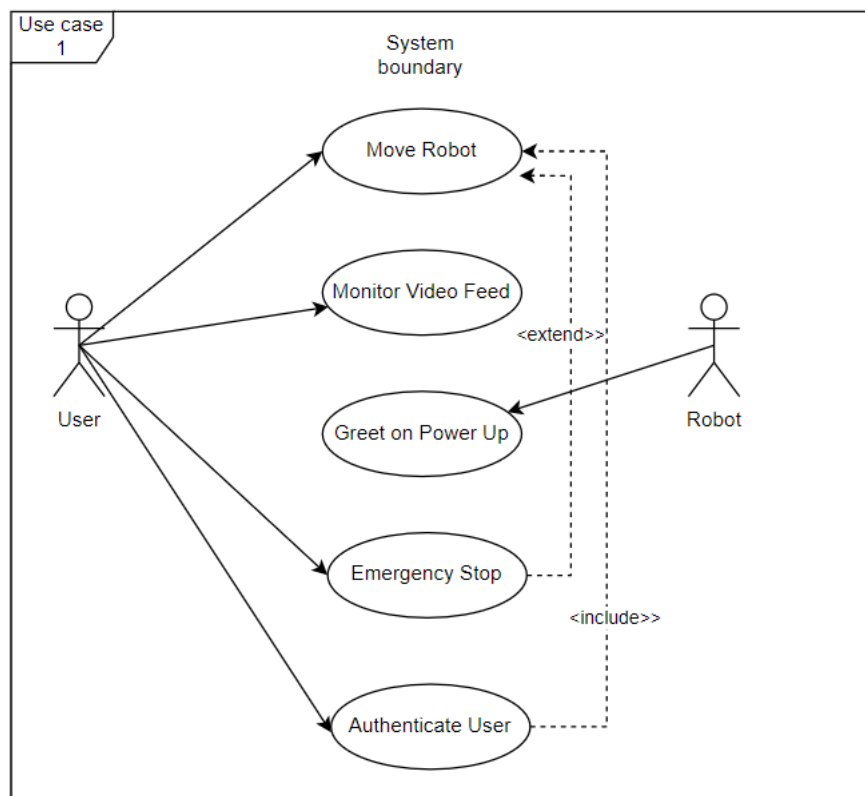 Use case
1
System
boundary
Move Robot
Monitor Video Feed
<extend>>
User
Greet on Power Up
Robot
Emergency Stop
<include>>
Authenticate User